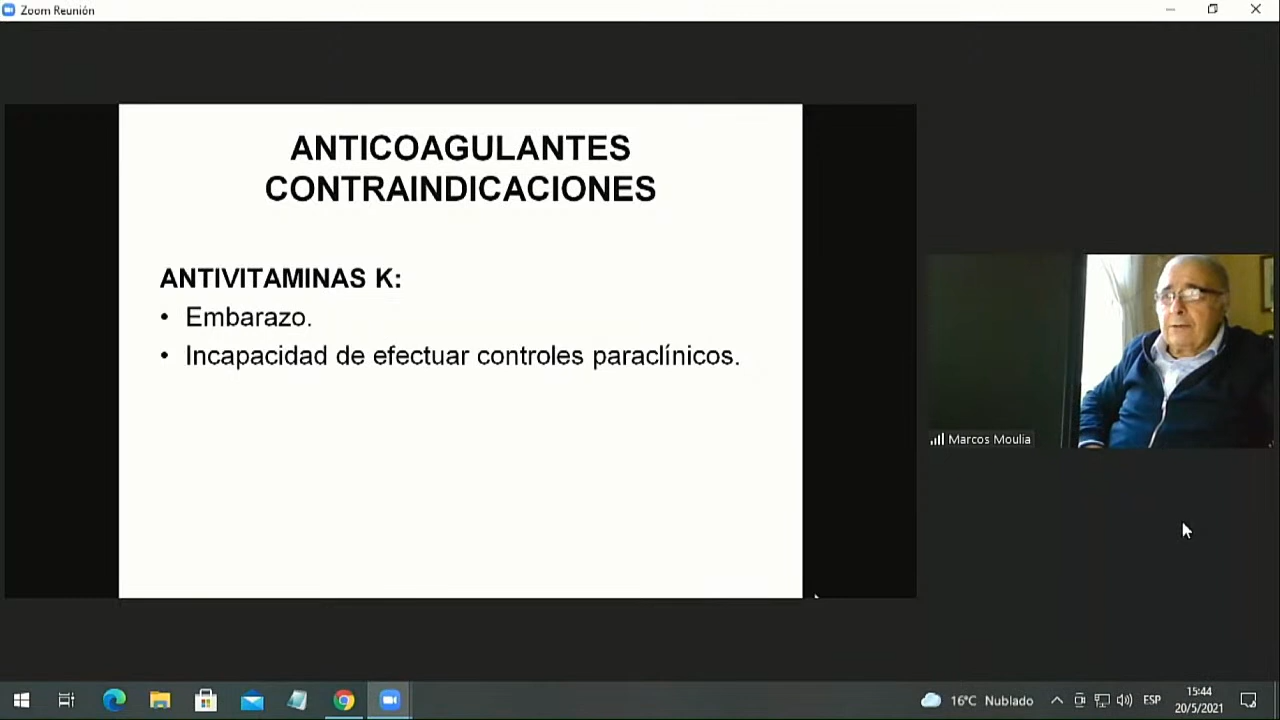 Zoom Reunión
ANTICOAGULANTES
CONTRAINDICACIONES
ANTIVITAMINAS K:
• Embarazo.
• Incapacidad de efectuar controles paraclínicos.
Marcos Moulia
16°C Nublado
ESP
15:44
20/5/2021